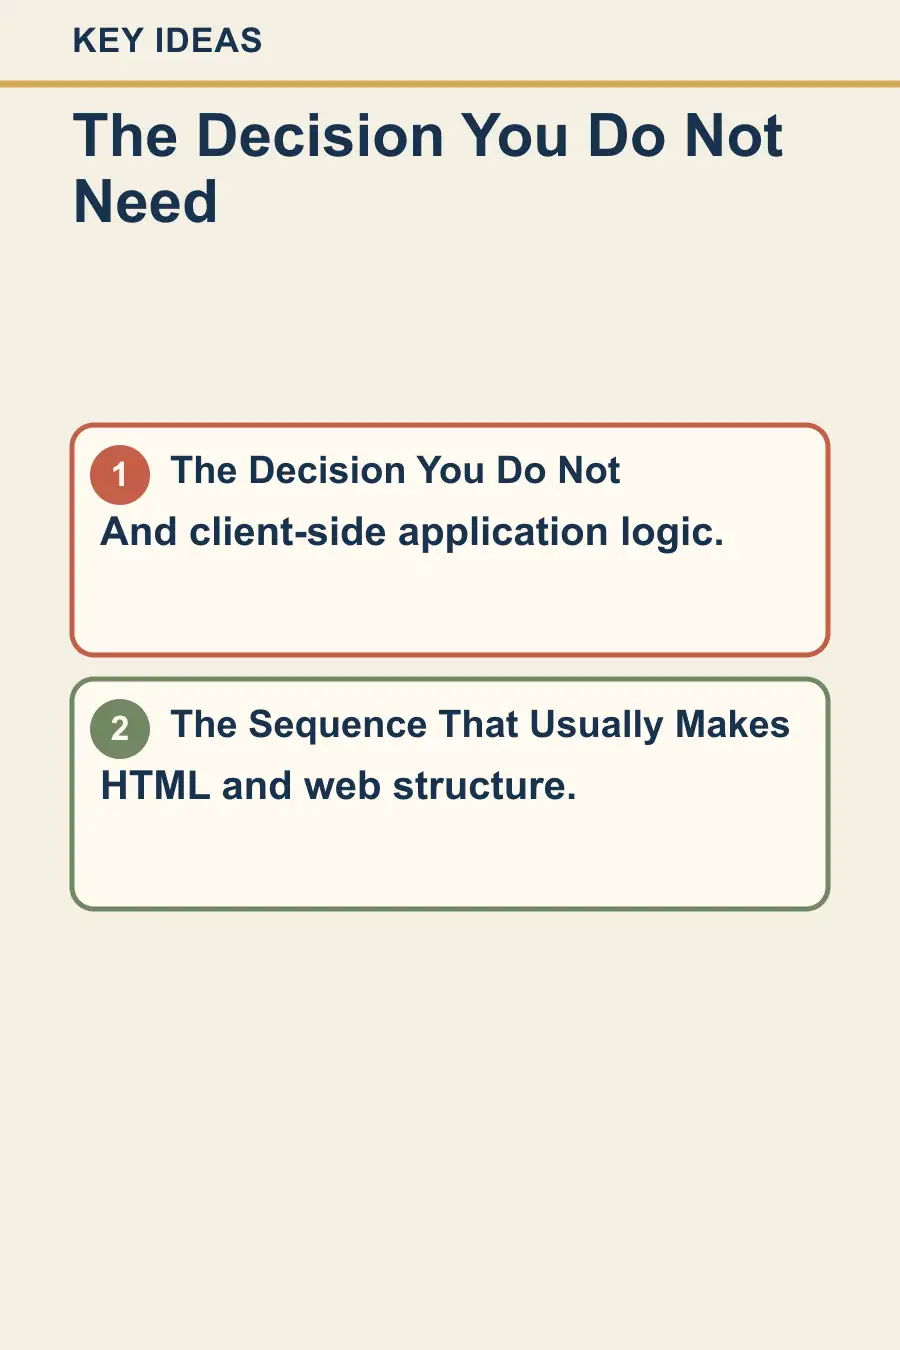 KEY IDEAS
The Decision You Do Not
Need
1 The Decision You Do Not
And client-side application logic.
2 The Sequence That Usually Makes
HTML and web structure.